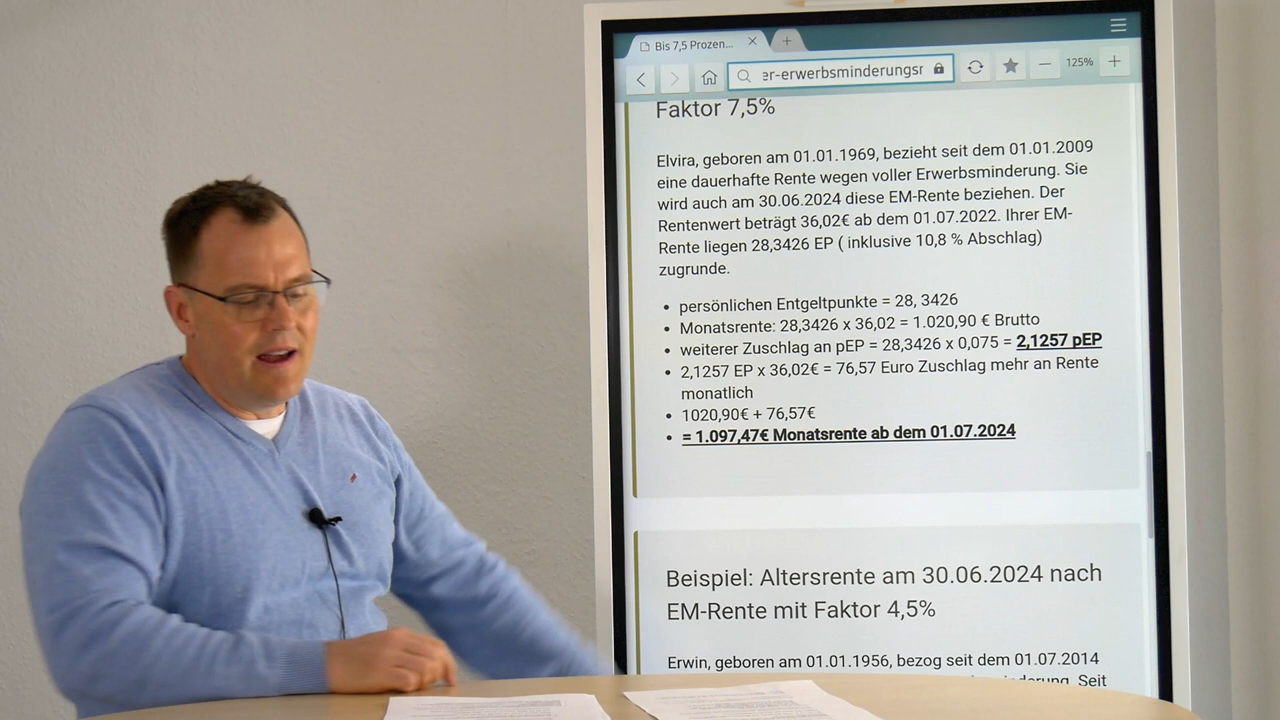 Bis 7,5 Prozen...
er-erwerbsminderungsr
125%
Faktor 7,5%
Elvira, geboren am 01.01.1969, bezieht seit dem 01.01.2009
eine dauerhafte Rente wegen voller Erwerbsminderung. Sie
wird auch am 30.06.2024 diese EM-Rente beziehen. Der
Rentenwert beträgt 36,02€ ab dem 01.07.2022. Ihrer EM-
Rente liegen 28,3426 EP ( inklusive 10,8 % Abschlag)
zugrunde.
• persönlichen Entgeltpunkte = 28, 3426
• Monatsrente: 28,3426 x 36,02 = 1.020,90 € Brutto
• weiterer Zuschlag an pEP = 28,3426 x 0,075 = 2,1257 pEP
• 2,1257 EP x 36,02€ = 76,57 Euro Zuschlag mehr an Rente
monatlich
• 1020,90€ + 76,57€
• = 1.097,47€ Monatsrente ab dem 01.07.2024
Beispiel: Altersrente am 30.06.2024 nach
EM-Rente mit Faktor 4,5%
Erwin, geboren am 01.01.1956, bezog seit dem 01.07.2014
Seit